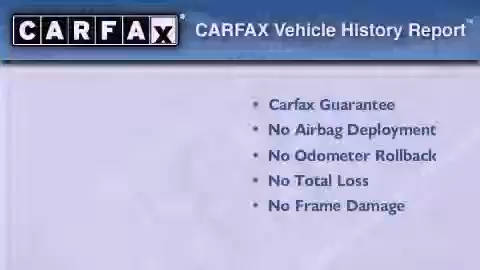 CARFAX® CARFAX Vehicle History Report™
• Carfax Guarantee
• No Airbag Deployment
• No Odometer Rollback
• No Total Loss
• No Frame Damage